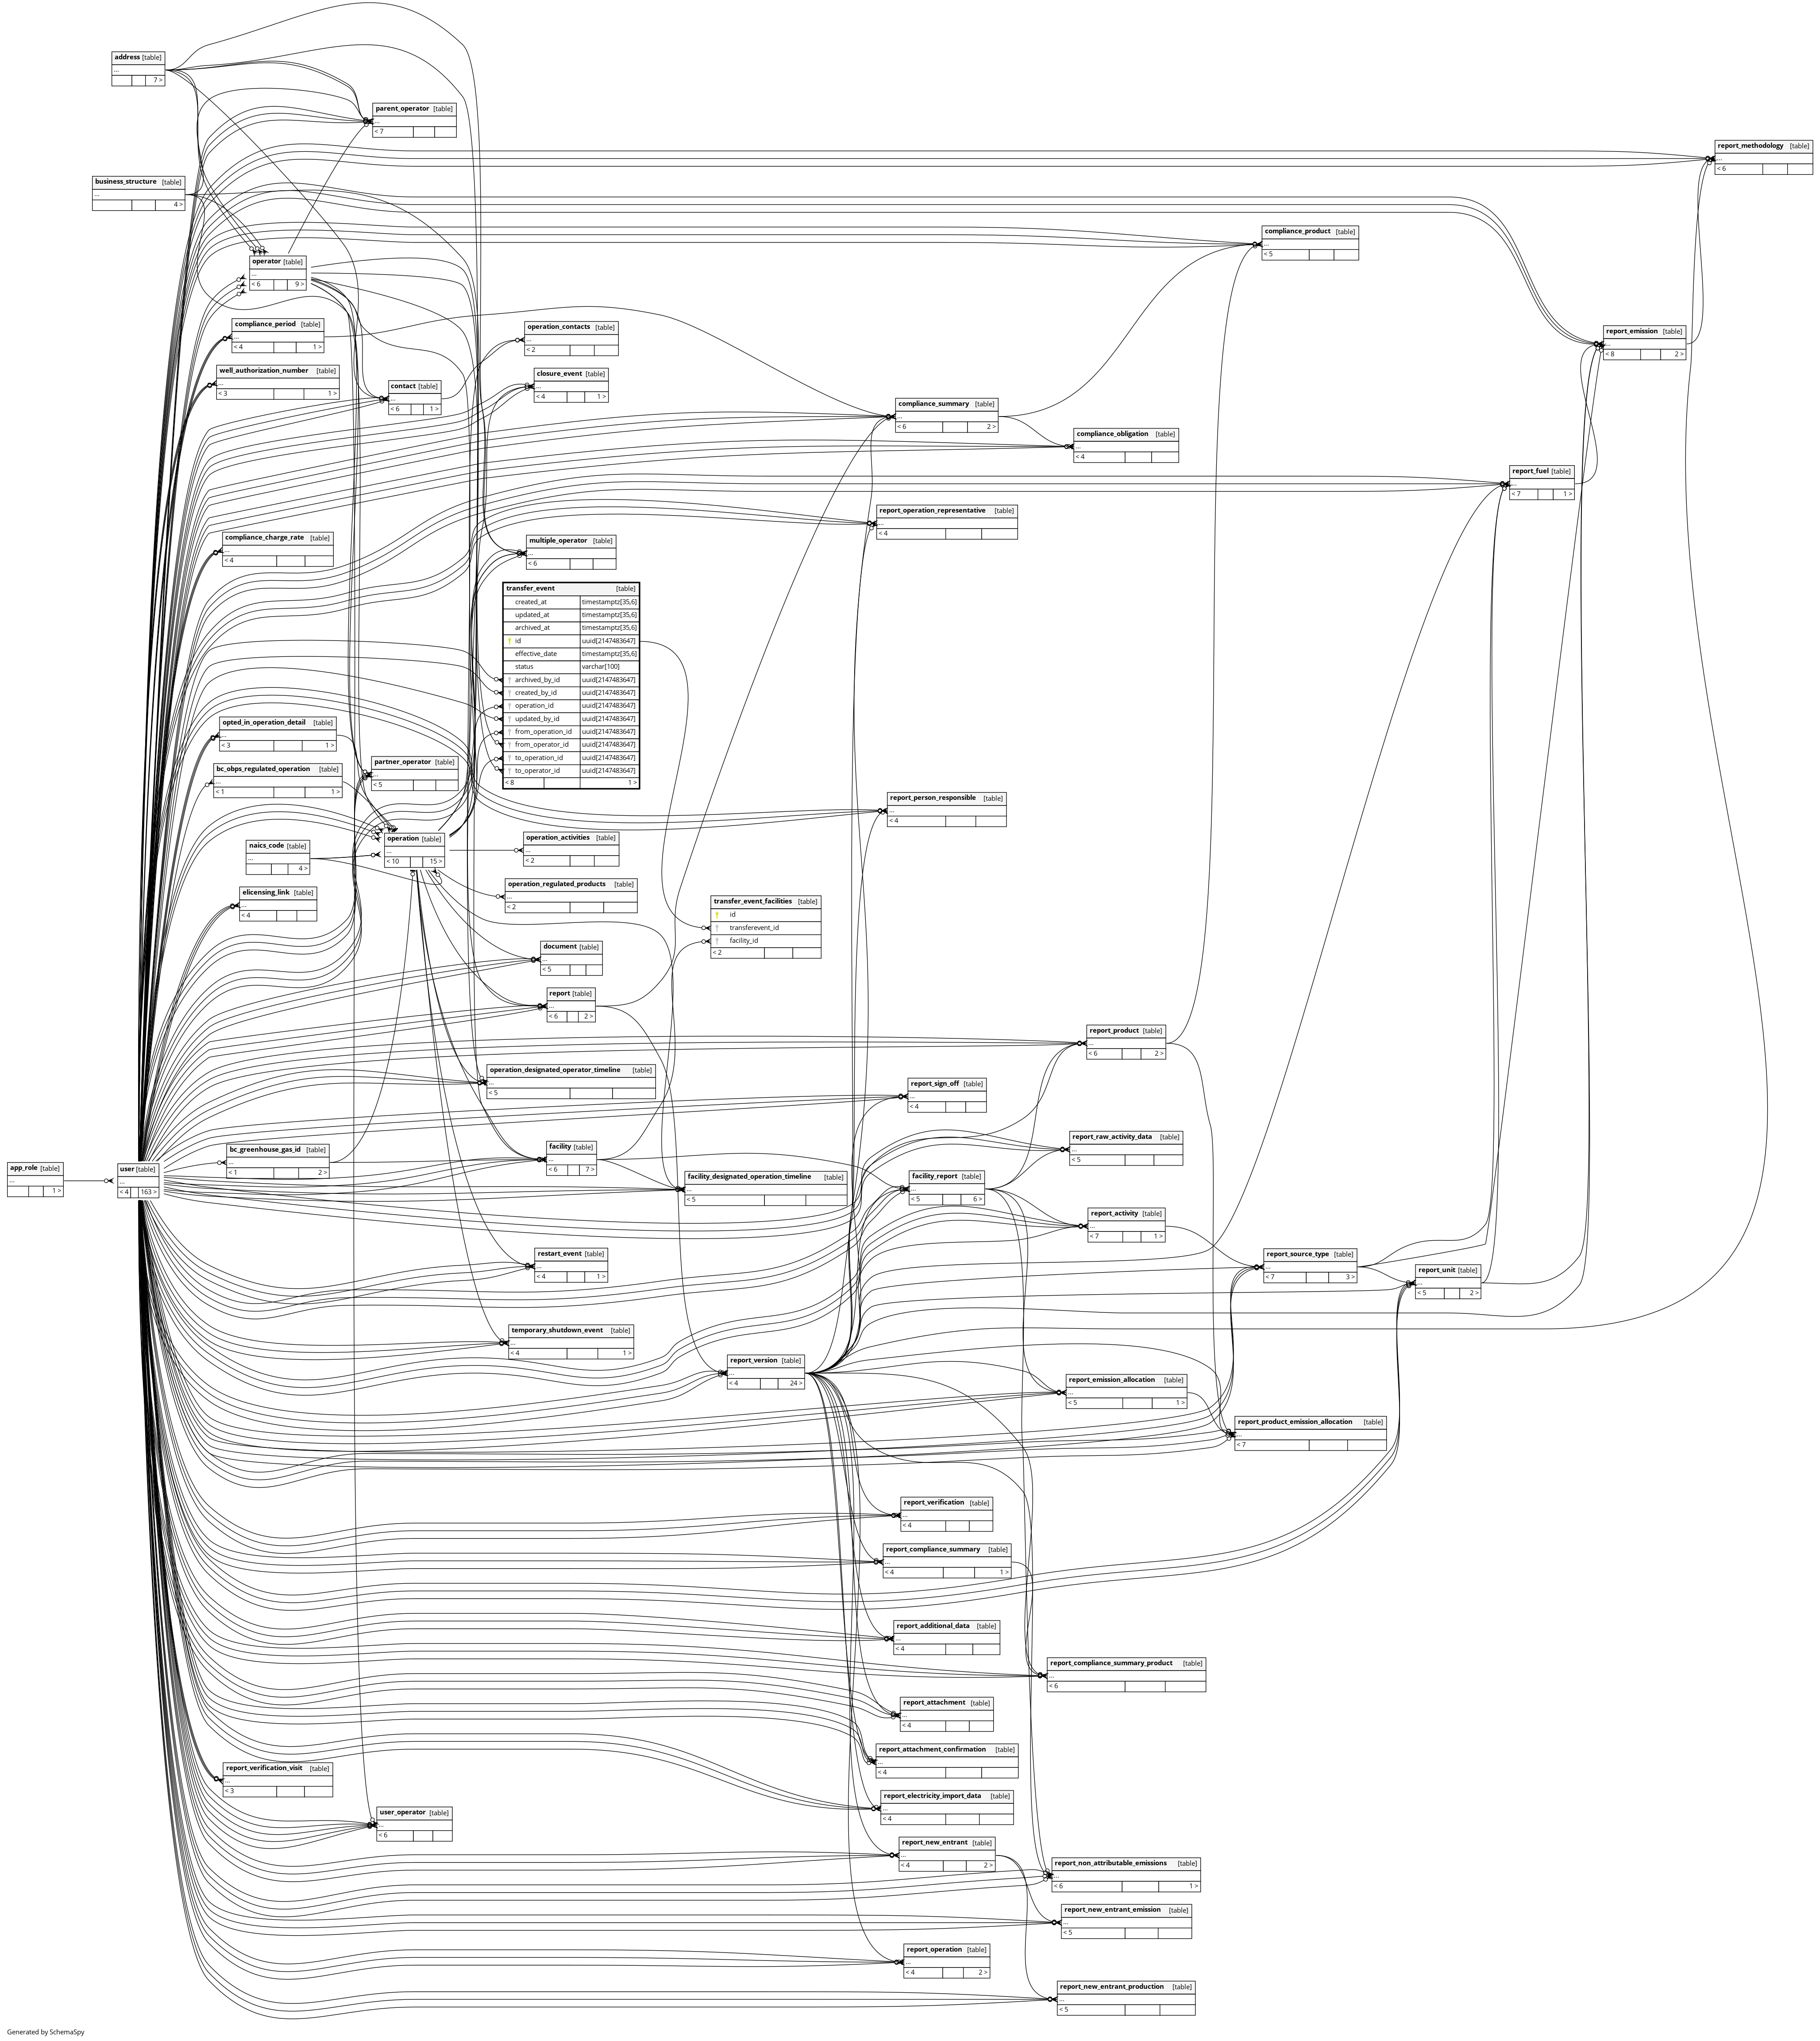 address [table]
...
7 >
parent_operator [table]
...
< 7
report_methodology [table]
...
< 6
business_structure [table]
...
4 >
compliance_product [table]
...
< 5
operator [table]
...
< 6 9 >
compliance_period [table]
...
< 4 1 >
operation_contacts [table]
...
< 2
report_emission [table]
...
< 8 2 >
well_authorization_number [table]
...
< 3 1 >
closure_event [table]
...
< 4 1 >
contact [table]
...
< 6 1 >
compliance_summary [table]
...
< 6 2 >
compliance_obligation [table]
...
< 4
report_fuel [table]
...
< 7 1 >
report_operation_representative [table]
...
< 4
compliance_charge_rate [table]
...
< 4
multiple_operator [table]
...
< 6
transfer_event [table]
created_at timestamptz[35,6]
updated_at timestamptz[35,6]
archived_at timestamptz[35,6]
id uuid[2147483647]
effective_date timestamptz[35,6]
status varchar[100]
archived_by_id uuid[2147483647]
created_by_id uuid[2147483647]
operation_id uuid[2147483647]
updated_by_id uuid[2147483647]
from_operation_id uuid[2147483647]
from_operator_id uuid[2147483647]
to_operation_id uuid[2147483647]
to_operator_id uuid[2147483647]
< 8 1 >
opted_in_operation_detail [table]
...
< 3 1 >
partner_operator [table]
...
< 5
bc_obps_regulated_operation [table]
...
< 1 1 >
report_person_responsible [table]
...
< 4
operation [table]
...
< 10 15 >
operation_activities [table]
...
< 2
naics_code [table]
...
4 >
operation_regulated_products [table]
...
< 2
elicensing_link [table]
...
< 4
transfer_event_facilities [table]
id
transferevent_id
facility_id
< 2
document [table]
...
< 5
report [table]
...
< 6 2 >
report_product [table]
...
< 6 2 >
operation_designated_operator_timeline [table]
...
< 5
report_sign_off [table]
...
< 4
report_raw_activity_data [table]
...
< 5
bc_greenhouse_gas_id [table]
...
< 1 2 >
facility [table]
...
< 6 7 >
app_role [table]
...
1 >
user [table]
...
< 4 163 >
facility_designated_operation_timeline [table]
...
< 5
facility_report [table]
...
< 5 6 >
report_activity [table]
...
< 7 1 >
restart_event [table]
...
< 4 1 >
report_source_type [table]
...
< 7 3 >
report_unit [table]
...
< 5 2 >
temporary_shutdown_event [table]
...
< 4 1 >
report_version [table]
...
< 4 24 >
report_emission_allocation [table]
...
< 5 1 >
report_product_emission_allocation [table]
...
< 7
report_verification [table]
...
< 4
report_compliance_summary [table]
...
< 4 1 >
report_additional_data [table]
...
< 4
report_compliance_summary_product [table]
...
< 6
report_attachment [table]
...
< 4
report_attachment_confirmation [table]
...
< 4
report_verification_visit [table]
...
< 3
report_electricity_import_data [table]
...
< 4
user_operator [table]
...
< 6
report_new_entrant [table]
...
< 4 2 >
report_non_attributable_emissions [table]
...
< 6 1 >
report_new_entrant_emission [table]
...
< 5
report_operation [table]
...
< 4 2 >
report_new_entrant_production [table]
...
< 5
Generated by SchemaSpy